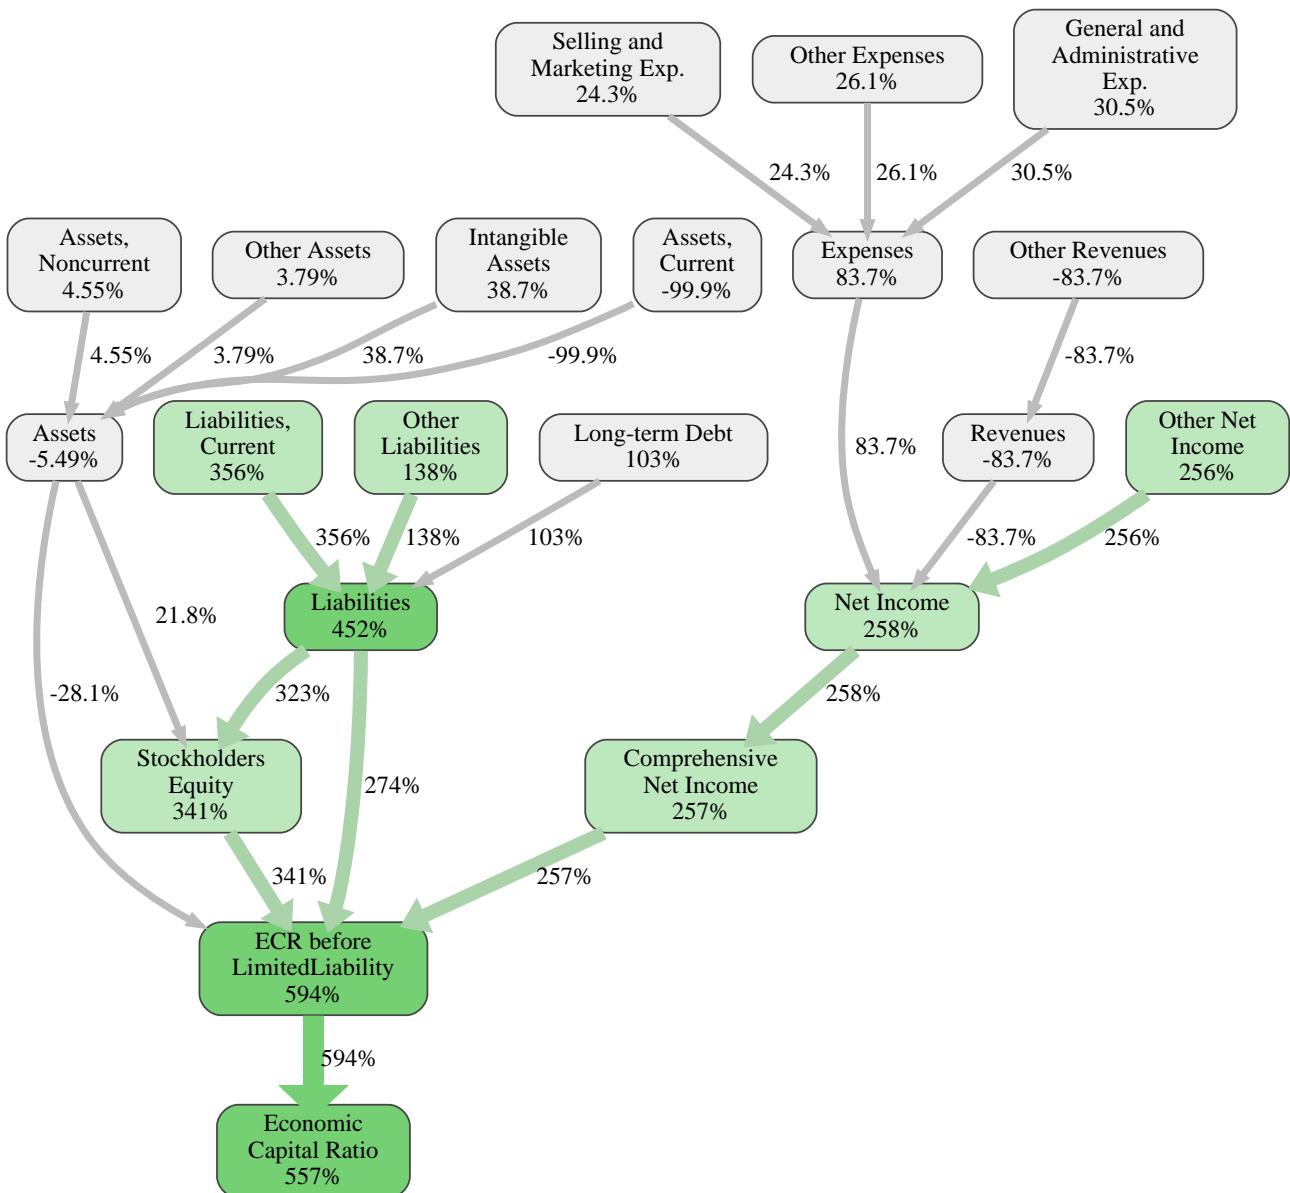 Selling and
Marketing Exp.
24.3%
Other Expenses
26.1%
General and
Administrative
Exp.
30.5%
24.3%
26.1%
30.5%
Assets,
Noncurrent
4.55%
Other Assets
3.79%
Intangible
Assets
38.7%
Assets,
Current
-99.9%
Expenses
83.7%
Other Revenues
-83.7%
4.55%
3.79%
38.7%
-99.9%
-83.7%
Assets
-5.49%
Liabilities,
Current
356%
Other
Liabilities
138%
Long-term Debt
103%
83.7%
Revenues
-83.7%
Other Net
Income
256%
356%
138%
103%
-83.7%
256%
21.8%
Liabilities
452%
Net Income
258%
-28.1%
323%
258%
Stockholders
Equity
341%
274%
Comprehensive
Net Income
257%
341%
257%
ECR before
LimitedLiability
594%
594%
Economic
Capital Ratio
557%